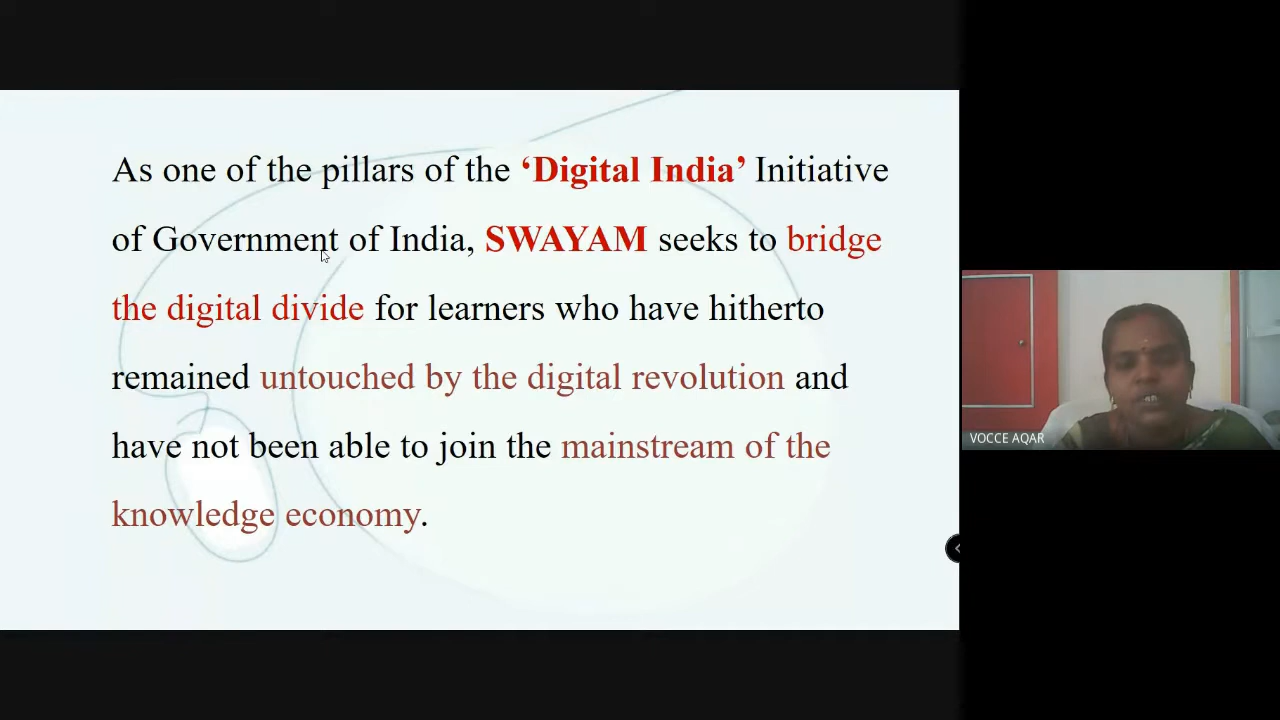 As one of the pillars of the ‘Digital India’ Initiative
of Government of India, SWAYAM seeks to bridge
the digital divide for learners who have hitherto
remained untouched by the digital revolution and
have not been able to join the mainstream of the
knowledge economy.
VOCCE AQAR